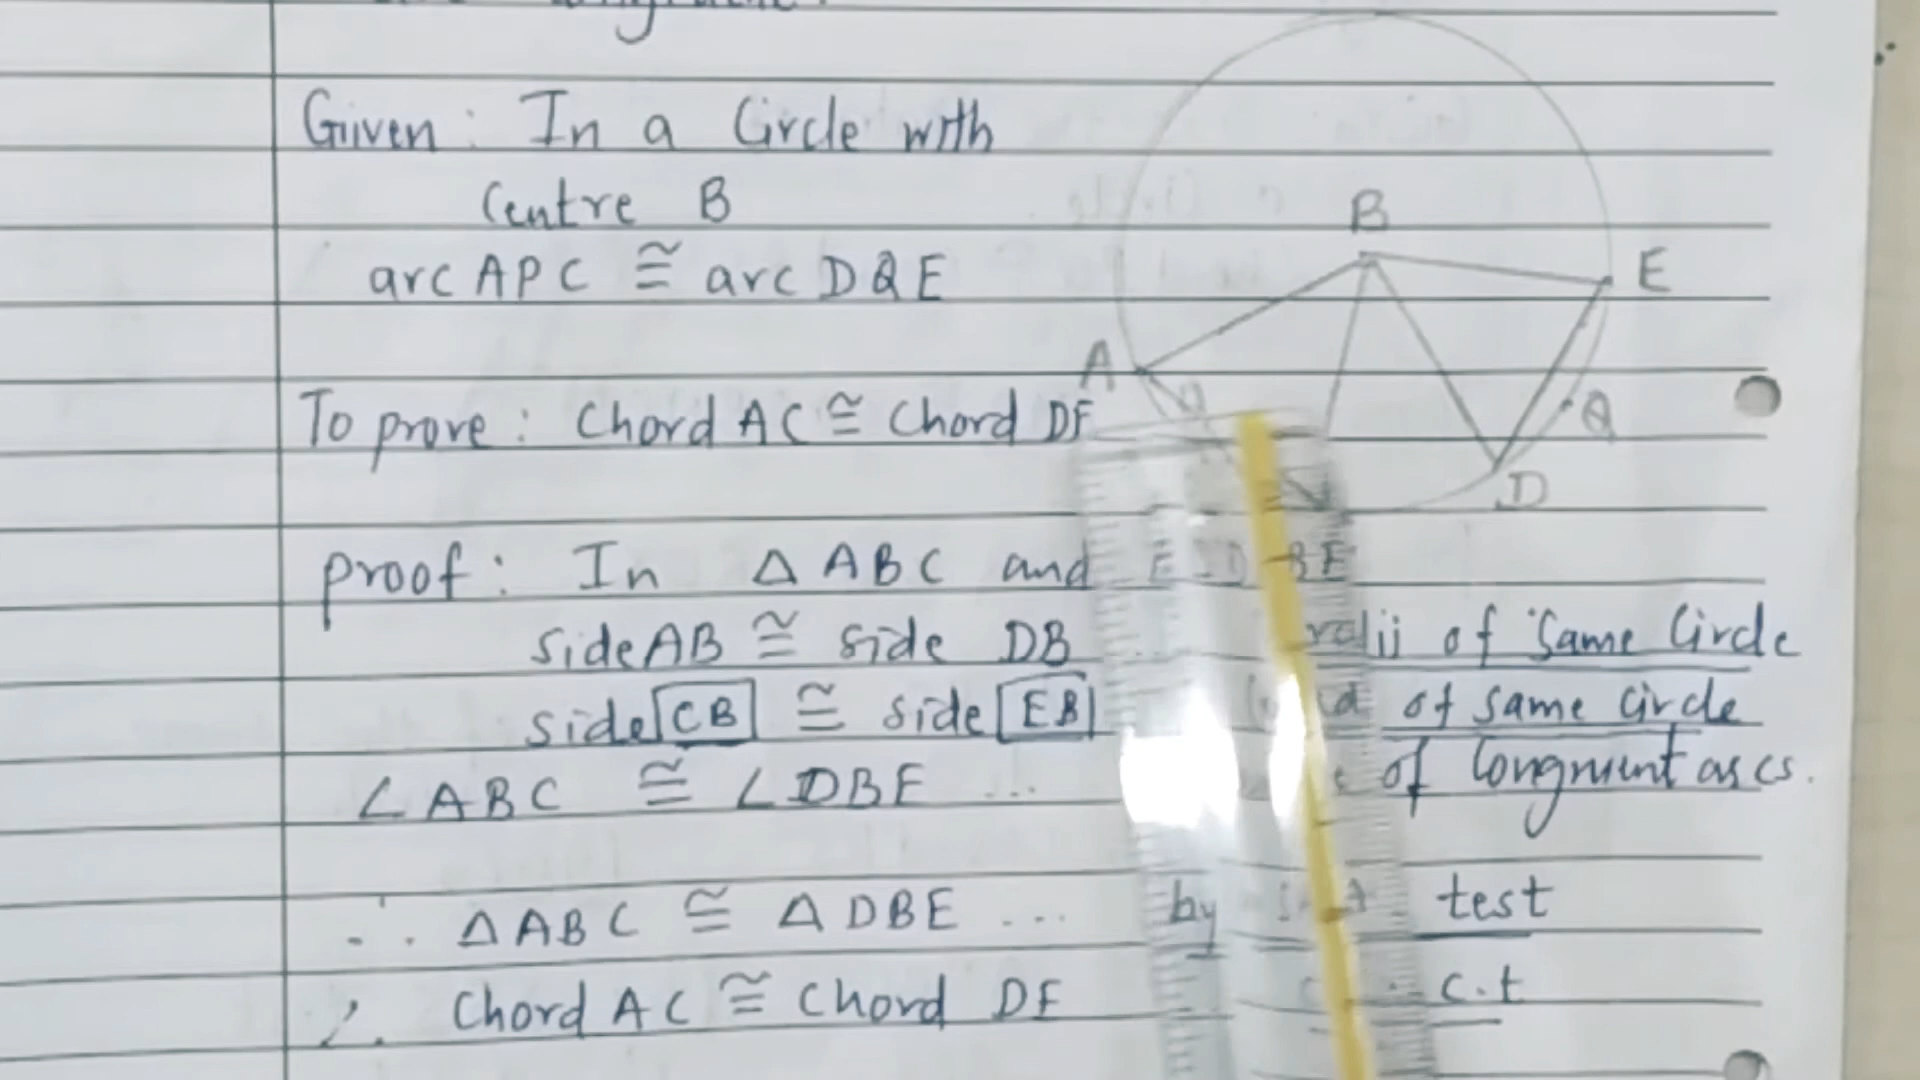 Given: In a Circle with
Centre B
arc APC ≅ arc DQE
To prove: Chord AC ≅ Chord DE
proof: In △ ABC and
side AB ≅ side DB ... radii of Same Circle
side CB ≅ side EB of same circle
∠ABC ≅ ∠DBE ... of Congruent arcs.
∴ △ABC ≅ △DBE ... by test
∴ Chord AC ≅ Chord DE c.t
B
E
A
Q
D